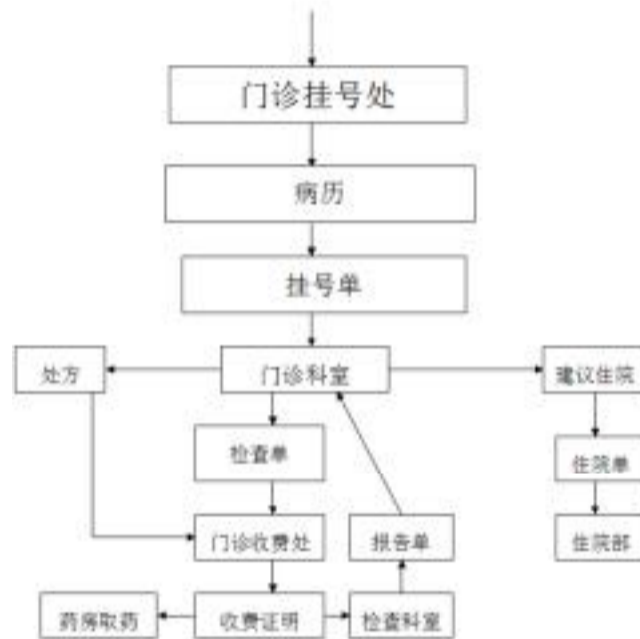 门诊挂号处
病历
挂号单
处方
门诊科室
建议住院
检查单
住院单
门诊收费处
报告单
住院部
药房取药
收费证明
检查科室